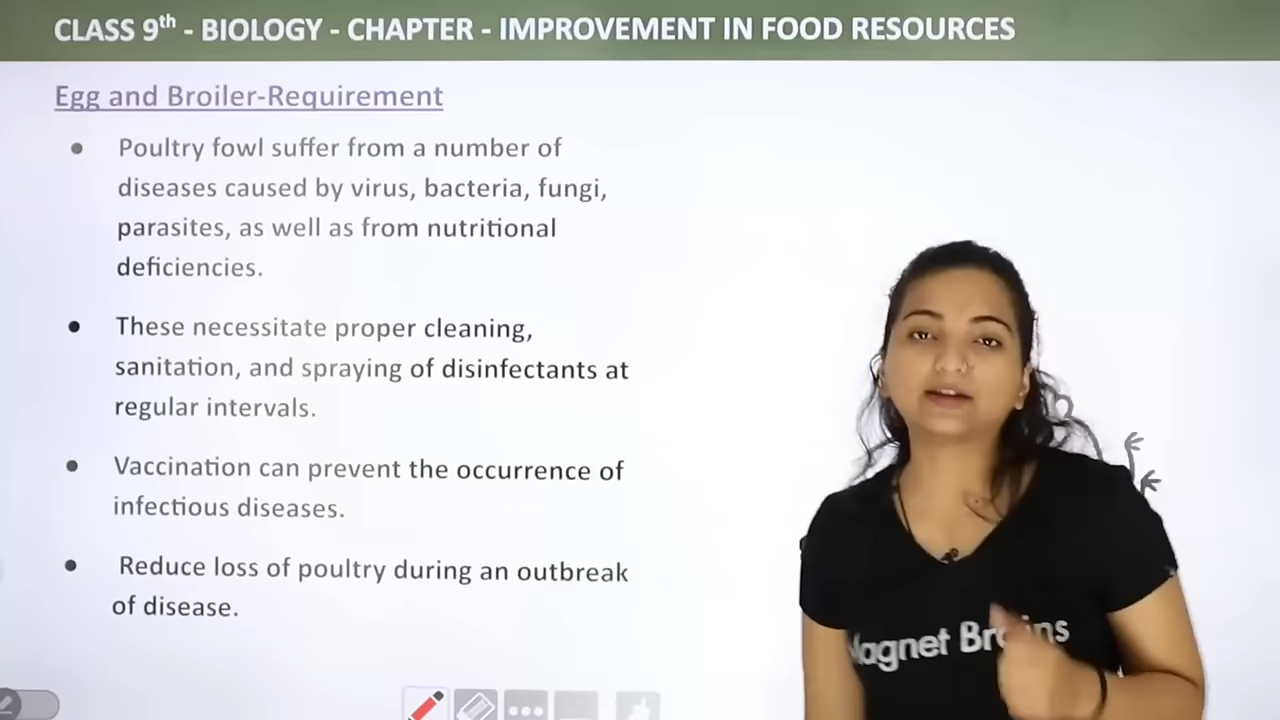 CLASS 9th - BIOLOGY - CHAPTER - IMPROVEMENT IN FOOD RESOURCES
Egg and Broiler-Requirement
● Poultry fowl suffer from a number of
diseases caused by virus, bacteria, fungi,
parasites, as well as from nutritional
deficiencies.
● These necessitate proper cleaning,
sanitation, and spraying of disinfectants at
regular intervals.
● Vaccination can prevent the occurrence of
infectious diseases.
● Reduce loss of poultry during an outbreak
of disease.